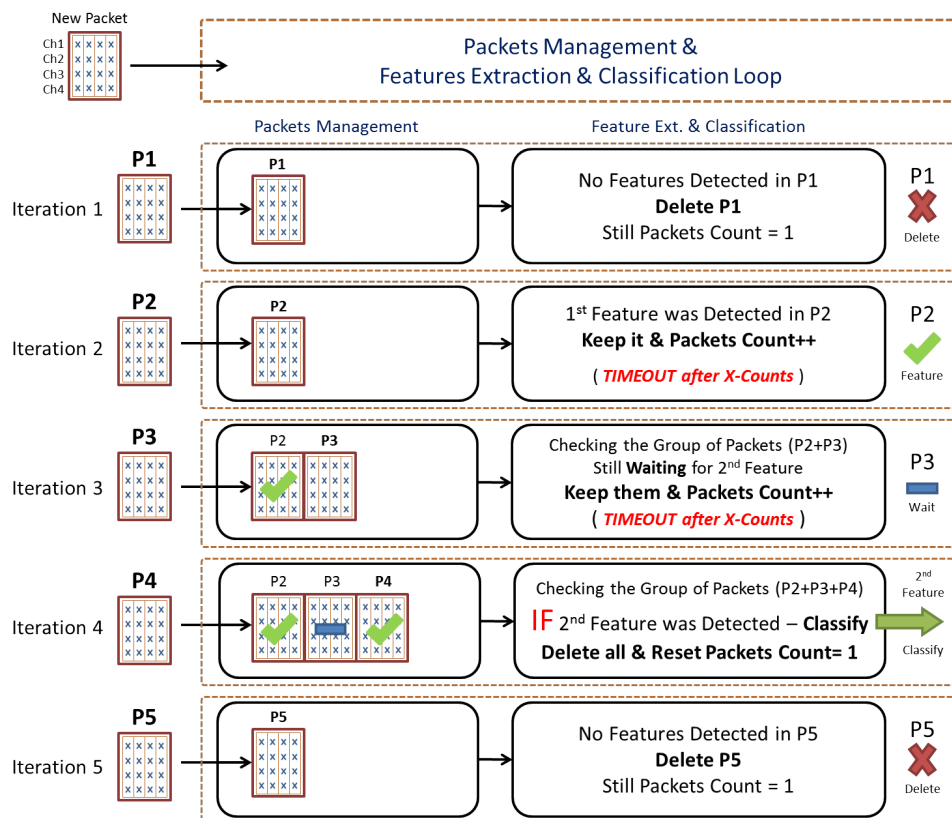 New Packet
Ch1
Ch2
Ch3
Ch4
x x x x
x x x x
x x x x
x x x x
Packets Management &
Features Extraction & Classification Loop
Packets Management
Feature Ext. & Classification
Iteration 1
P1
x x x x
x x x x
x x x x
x x x x
P1
x x x x
x x x x
x x x x
x x x x
No Features Detected in P1
Delete P1
Still Packets Count = 1
P1
Delete
Iteration 2
P2
x x x x
x x x x
x x x x
x x x x
P2
x x x x
x x x x
x x x x
x x x x
1st Feature was Detected in P2
Keep it & Packets Count++
( TIMEOUT after X-Counts )
P2
Feature
Iteration 3
P3
x x x x
x x x x
x x x x
x x x x
P2 P3
Checking the Group of Packets (P2+P3)
Still Waiting for 2nd Feature
Keep them & Packets Count++
( TIMEOUT after X-Counts )
P3
Wait
Iteration 4
P4
x x x x
x x x x
x x x x
x x x x
P2 P3 P4
Checking the Group of Packets (P2+P3+P4)
IF 2nd Feature was Detected – Classify
Delete all & Reset Packets Count= 1
2nd
Feature
Classify
Iteration 5
P5
x x x x
x x x x
x x x x
x x x x
P5
x x x x
x x x x
x x x x
x x x x
No Features Detected in P5
Delete P5
Still Packets Count = 1
P5
Delete